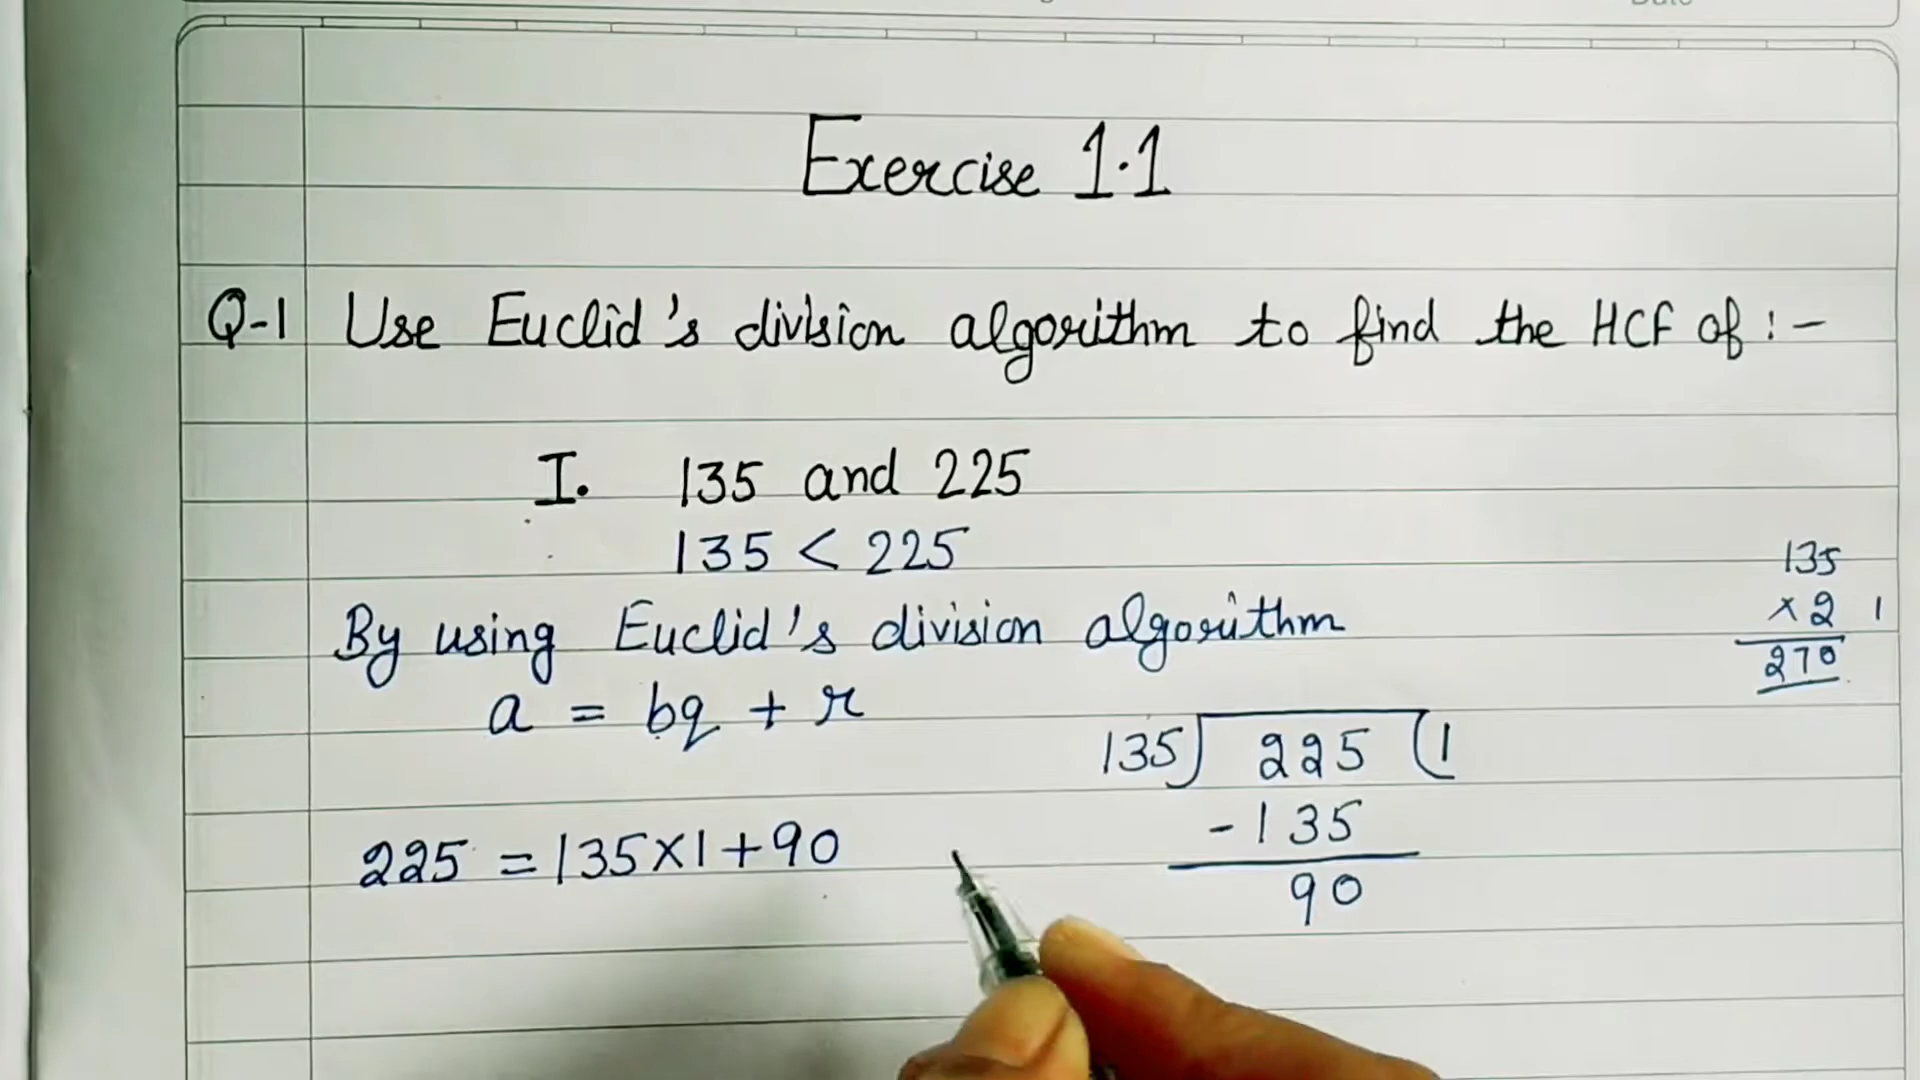 Exercise 1.1
Q-1 Use Euclid's division algorithm to find the HCF of :-
I. 135 and 225
135 < 225
By using Euclid's division algorithm
a = bq + r
225 = 135×1+90
135) 225 (1
-135
90
135
×2 1
270